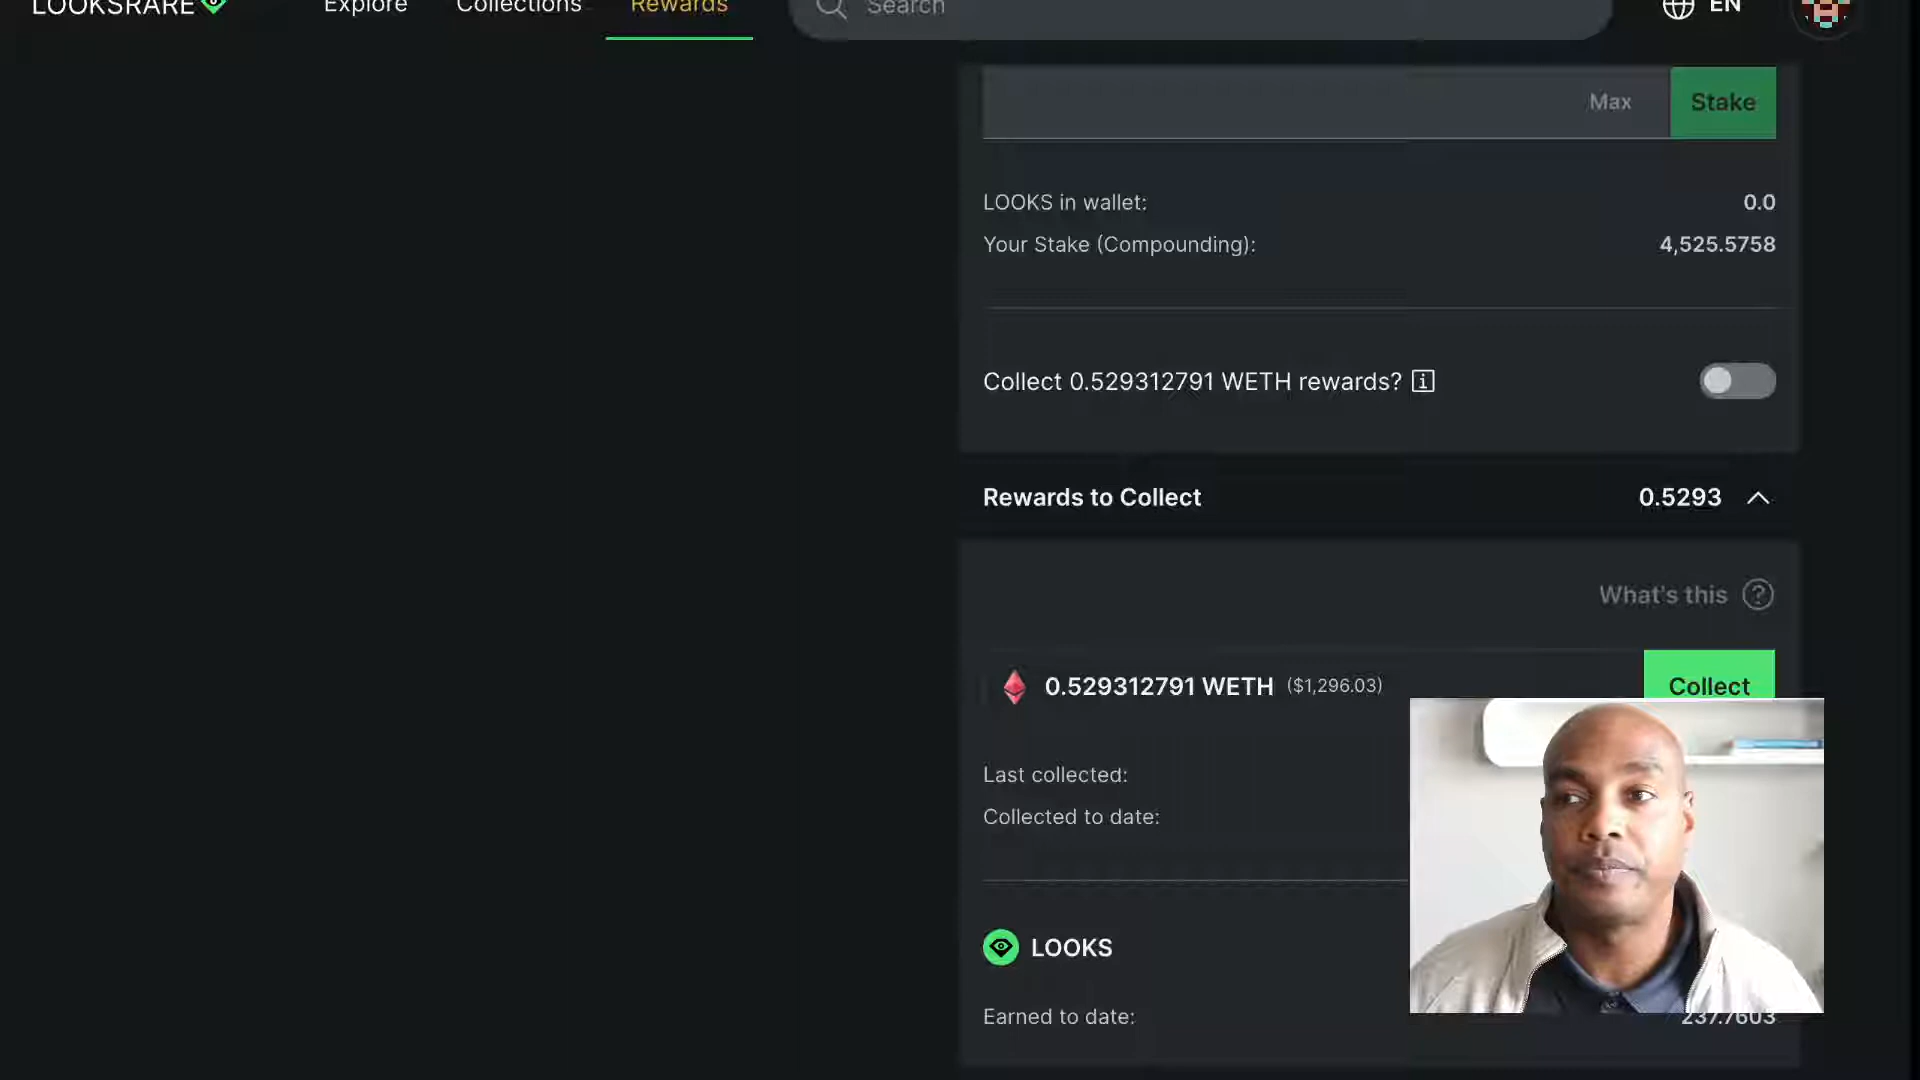 LOOKSRARE Explore Collections Rewards Search EN
Max Stake
LOOKS in wallet: 0.0
Your Stake (Compounding): 4,525.5758
Collect 0.529312791 WETH rewards?
Rewards to Collect 0.5293
What's this
0.529312791 WETH ($1,296.03) Collect
Last collected:
Collected to date:
LOOKS
Earned to date: 237.7603